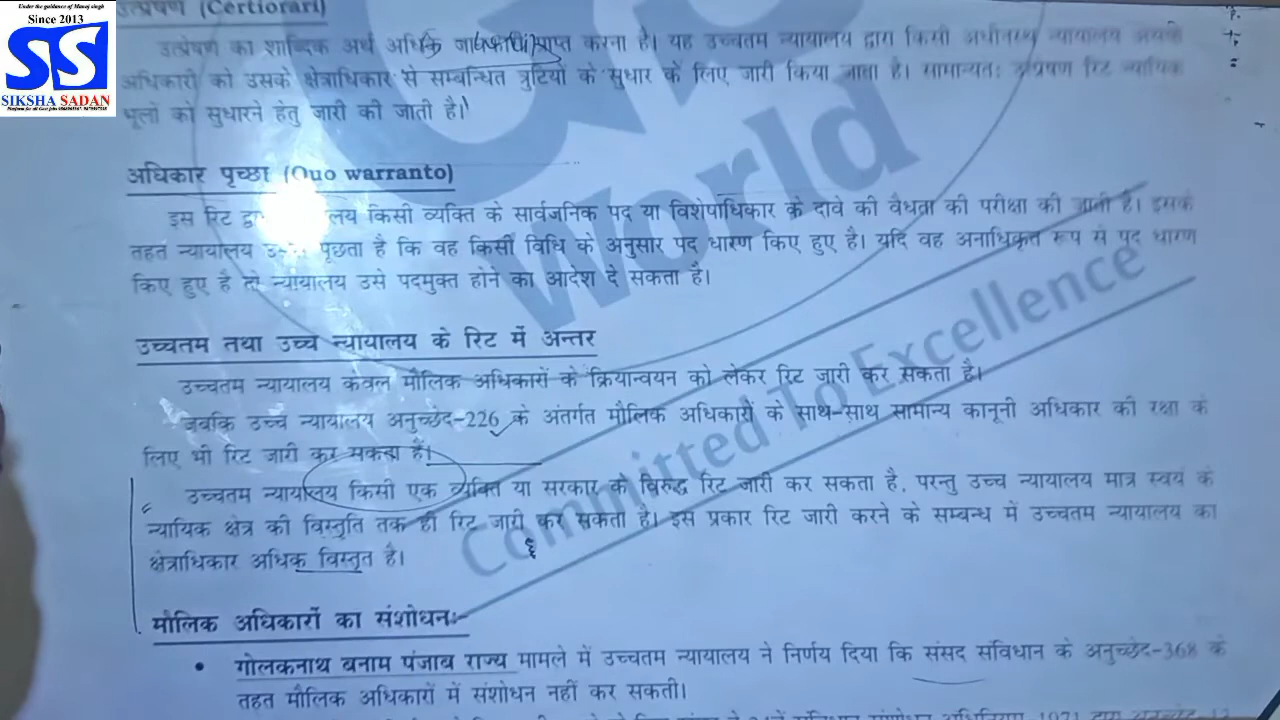 Under the guidance of Manoj singh
Since 2013
SS
SIKSHA SADAN
उत्प्रेषण (Certiorari)
उत्प्रेषण का शाब्दिक अर्थ अधिक जानकारी प्राप्त करना है। यह उच्चतम न्यायालय द्वारा किसी अधीनस्थ न्यायालय अथवा
अधिकारी को उसके क्षेत्राधिकार से सम्बन्धित त्रुटियों के सुधार के लिए जारी किया जाता है। सामान्यतः उत्प्रेषण रिट न्यायिक
भूलों को सुधारने हेतु जारी की जाती है।
अधिकार पृच्छा (Quo warranto)
इस रिट किसी व्यक्ति के सार्वजनिक पद या विशेषाधिकार के दावे की वैधता की परीक्षा की जाती है। इसके
तहत न्यायालय पूछता है कि वह किसी विधि के अनुसार पद धारण किए हुए है। यदि वह अनाधिकृत रूप से पद धारण
किए हुए है तो न्यायालय उसे पदमुक्त होने का आदेश दे सकता है।
उच्चतम तथा उच्च न्यायालय के रिट में अन्तर
उच्चतम न्यायालय केवल मौलिक अधिकारों के क्रियान्वयन को लेकर रिट जारी कर सकता है।
जबकि उच्च न्यायालय अनुच्छेद-226 के अंतर्गत मौलिक अधिकारों के साथ-साथ सामान्य कानूनी अधिकार की रक्षा के
लिए भी रिट जारी कर सकता है।
उच्चतम न्यायालय किसी एक व्यक्ति या सरकार के विरुद्ध रिट जारी कर सकता है, परन्तु उच्च न्यायालय मात्र स्वयं के
न्यायिक क्षेत्र की विस्तृति तक ही रिट जारी कर सकता है। इस प्रकार रिट जारी करने के सम्बन्ध में उच्चतम न्यायालय का
क्षेत्राधिकार अधिक विस्तृत है।
मौलिक अधिकारों का संशोधन:-
• गोलकनाथ बनाम पंजाब राज्य मामले में उच्चतम न्यायालय ने निर्णय दिया कि संसद संविधान के अनुच्छेद-368 के
तहत मौलिक अधिकारों में संशोधन नहीं कर सकती।
World
Committed To Excellence